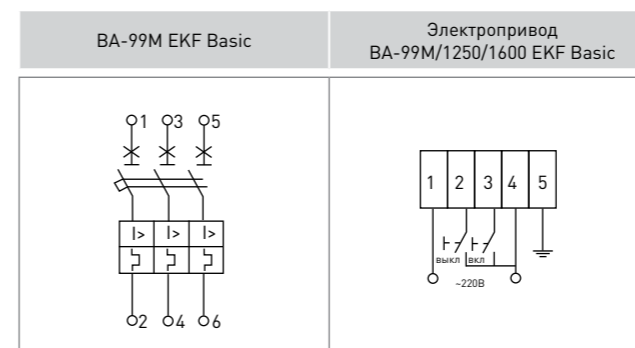 ВА-99М EKF Basic
Электропривод
ВА-99М/1250/1600 EKF Basic
1 3 5
I> I> I>
2 4 6
1 2 3 4 5
выкл вкл
~220В